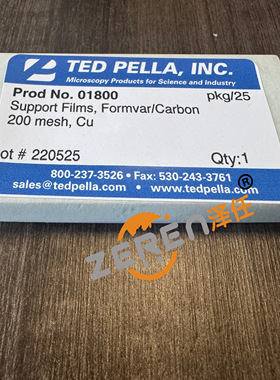 TED PELLA, INC.
Microscopy Products for Science and Industry
Prod No. 01800 pkg/25
Support Films, Formvar/Carbon
200 mesh, Cu
ot # 220525 Qty:1
800-237-3526 • Fax: 530-243-3761
sales@tedpella.com • www.tedpella.com
ZEREN泽任